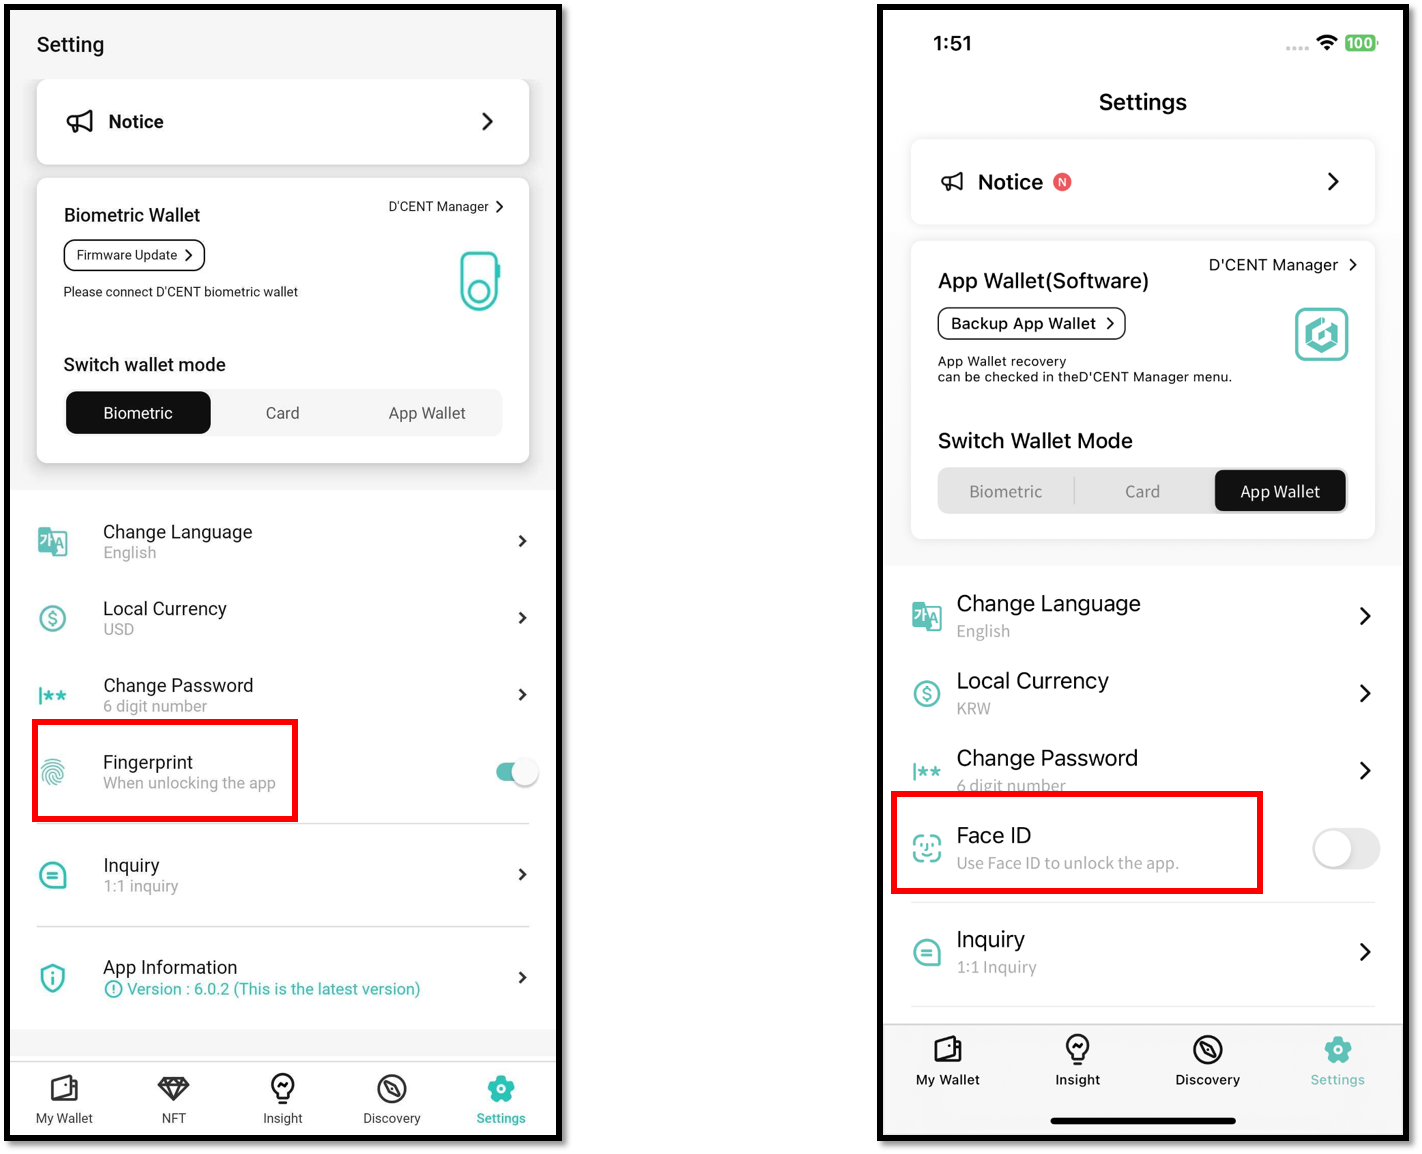 Setting
Notice
Biometric Wallet
D'CENT Manager
Firmware Update
Please connect D'CENT biometric wallet
Switch wallet mode
Biometric Card App Wallet
가A
Change Language
English
$
Local Currency
USD
|**
Change Password
6 digit number
Fingerprint
When unlocking the app
Inquiry
1:1 inquiry
App Information
Version : 6.0.2 (This is the latest version)
My Wallet NFT Insight Discovery Settings
1:51
100
Settings
Notice N
D'CENT Manager
App Wallet(Software)
Backup App Wallet
App Wallet recovery
can be checked in theD'CENT Manager menu.
Switch Wallet Mode
Biometric Card App Wallet
가A
Change Language
English
$
Local Currency
KRW
|**
Change Password
6 digit number
Face ID
Use Face ID to unlock the app.
Inquiry
1:1 Inquiry
My Wallet Insight Discovery Settings